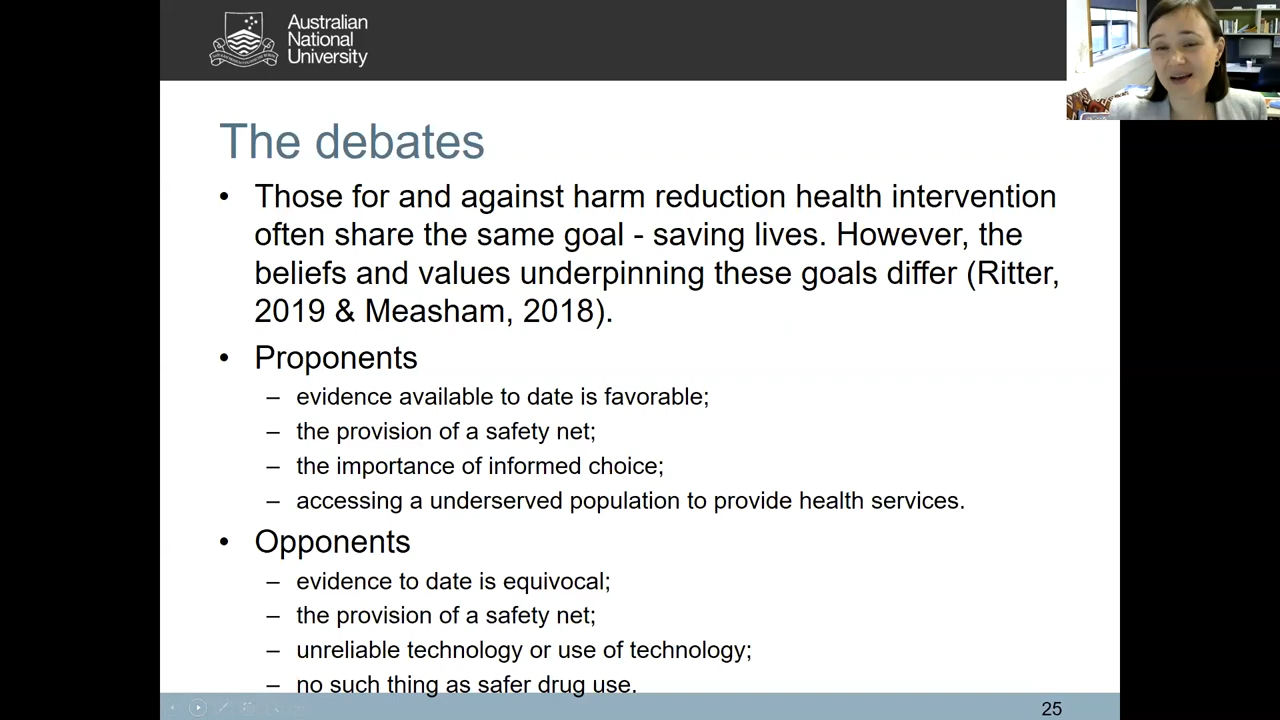 Australian
National
University
The debates
• Those for and against harm reduction health intervention
often share the same goal - saving lives. However, the
beliefs and values underpinning these goals differ (Ritter,
2019 & Measham, 2018).
• Proponents
– evidence available to date is favorable;
– the provision of a safety net;
– the importance of informed choice;
– accessing a underserved population to provide health services.
• Opponents
– evidence to date is equivocal;
– the provision of a safety net;
– unreliable technology or use of technology;
– no such thing as safer drug use.
25